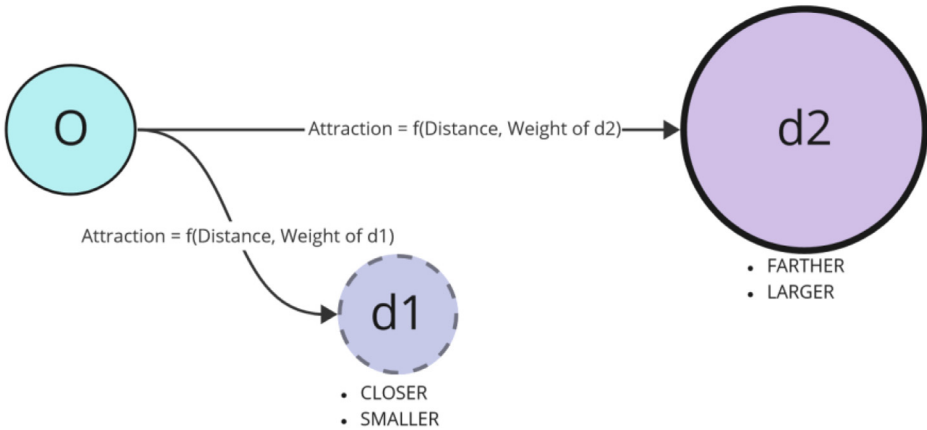 O
Attraction = f(Distance, Weight of d2)
d2
Attraction = f(Distance, Weight of d1)
d1
• FARTHER
• LARGER
• CLOSER
• SMALLER